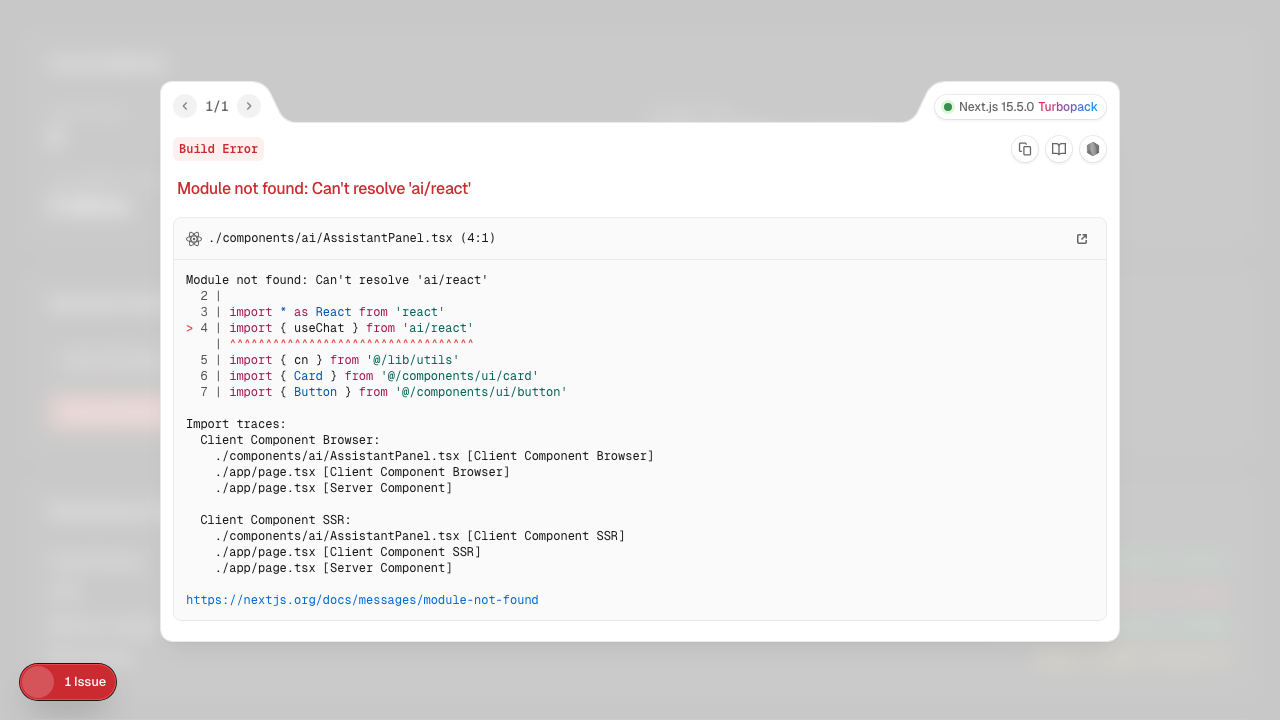 1/1
Next.js 15.5.0 Turbopack
Build Error
Module not found: Can't resolve 'ai/react'
./components/ai/AssistantPanel.tsx (4:1)
Module not found: Can't resolve 'ai/react'
2 |
3 | import * as React from 'react'
> 4 | import { useChat } from 'ai/react'
| ^^^^^^^^^^^^^^^^^^^^^^^^^^^^^^^^^^
5 | import { cn } from '@/lib/utils'
6 | import { Card } from '@/components/ui/card'
7 | import { Button } from '@/components/ui/button'
Import traces:
Client Component Browser:
./components/ai/AssistantPanel.tsx [Client Component Browser]
./app/page.tsx [Client Component Browser]
./app/page.tsx [Server Component]
Client Component SSR:
./components/ai/AssistantPanel.tsx [Client Component SSR]
./app/page.tsx [Client Component SSR]
./app/page.tsx [Server Component]
https://nextjs.org/docs/messages/module-not-found
1 Issue